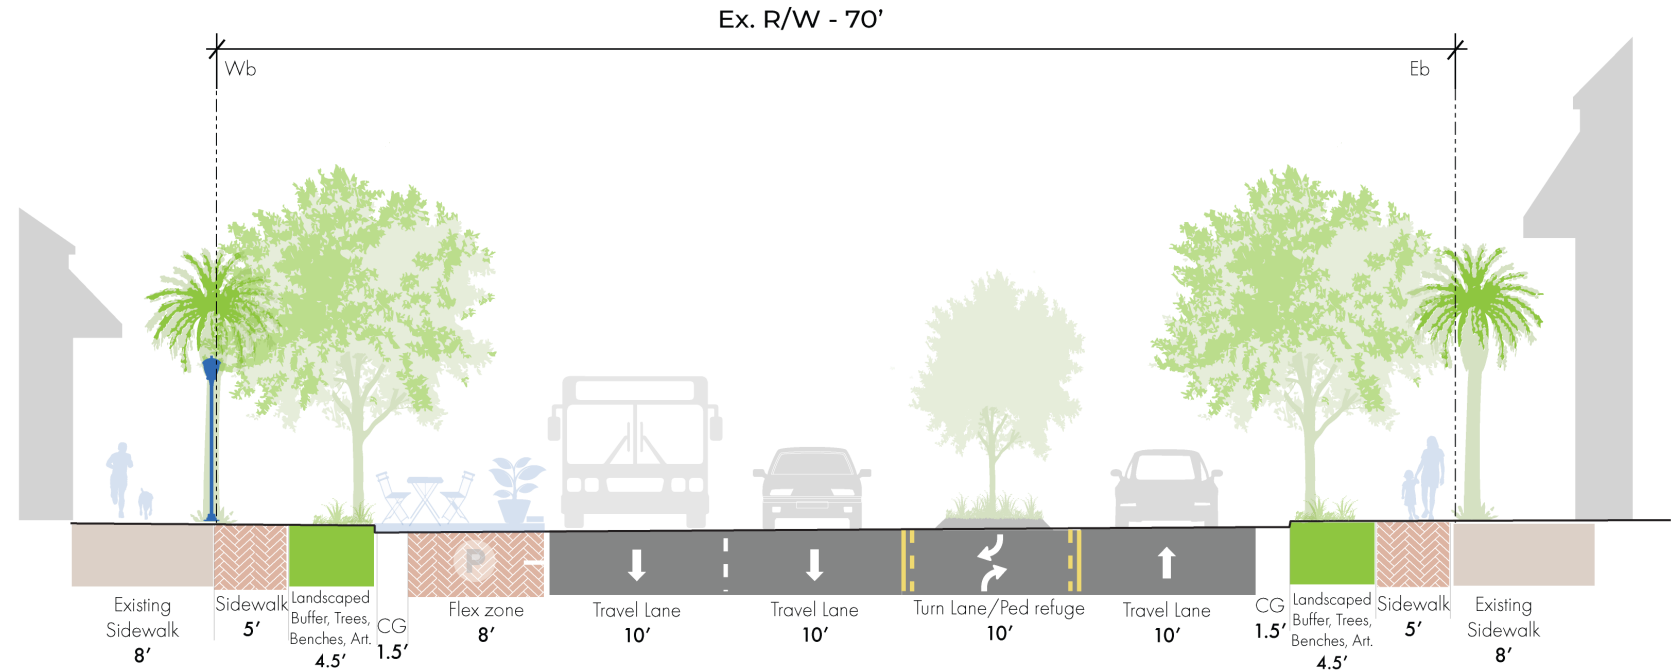 Ex. R/W - 70’
Wb
Eb
P
Existing
Sidewalk
8’
Sidewalk
5’
Landscaped
Buffer, Trees,
Benches, Art.
4.5’
CG
1.5’
Flex zone
8’
Travel Lane
10’
Travel Lane
10’
Turn Lane/Ped refuge
10’
Travel Lane
10’
CG
1.5’
Landscaped
Buffer, Trees,
Benches, Art.
4.5’
Sidewalk
5’
Existing
Sidewalk
8’